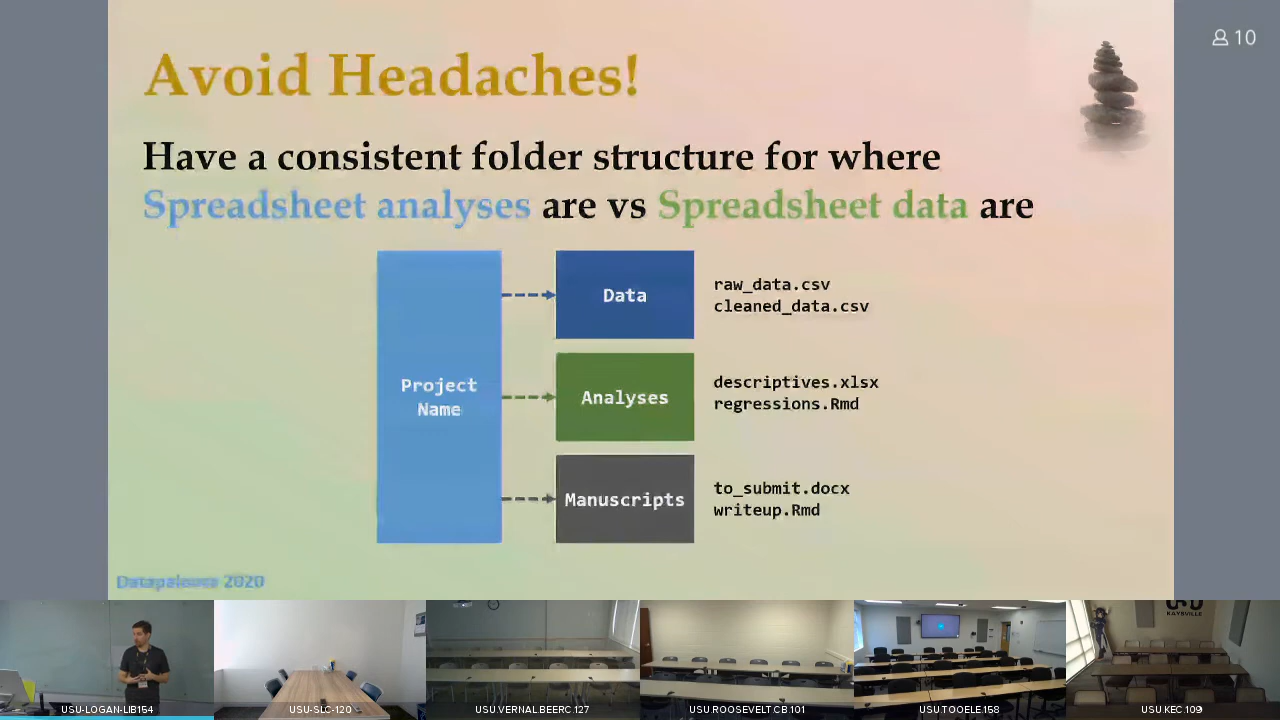 10
Avoid Headaches!
Have a consistent folder structure for where
Spreadsheet analyses are vs Spreadsheet data are
Project
Name
Data
raw_data.csv
cleaned_data.csv
Analyses
descriptives.xlsx
regressions.Rmd
Manuscripts
to_submit.docx
writeup.Rmd
Datapalooza 2020
USU-LOGAN-LIB154
USU-SLC-120
USU.VERNAL.BEERC.127
USU.ROOSEVELT.CB.101
USU.TOOELE.158
USU.KEC.109
KAYSVILLE